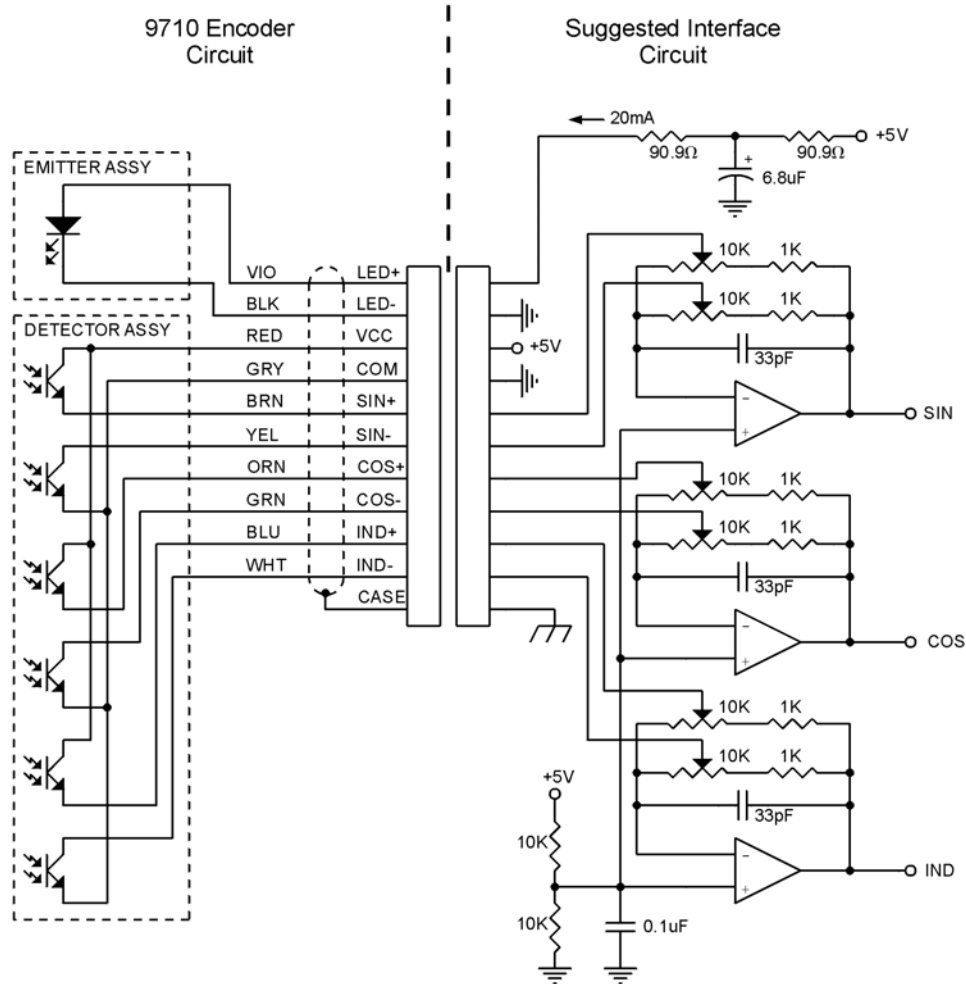 9710 Encoder
Circuit
Suggested Interface
Circuit
20mA
+5V
90.9Ω
90.9Ω
+
6.8uF
EMITTER ASSY
VIO
LED+
BLK
LED-
DETECTOR ASSY
RED
VCC
+5V
GRY
COM
BRN
SIN+
YEL
SIN-
ORN
COS+
GRN
COS-
BLU
IND+
WHT
IND-
CASE
10K
1K
10K
1K
33pF
−
+
SIN
10K
1K
10K
1K
33pF
−
+
COS
10K
1K
10K
1K
33pF
−
+
IND
+5V
10K
10K
0.1uF